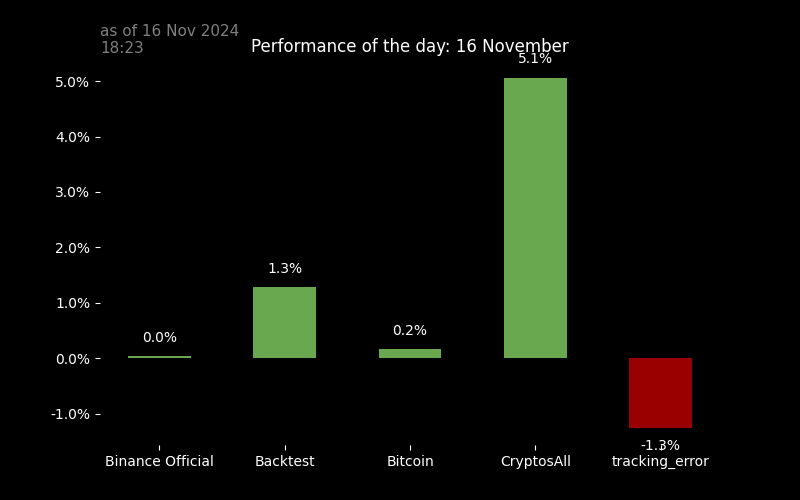 as of 16 Nov 2024
18:23
Performance of the day: 16 November
5.1%
5.0%
4.0%
3.0%
2.0%
1.3%
1.0%
0.0%
0.2%
0.0%
-1.0%
-1.3%
Binance Official
Backtest
Bitcoin
CryptosAll
tracking_error